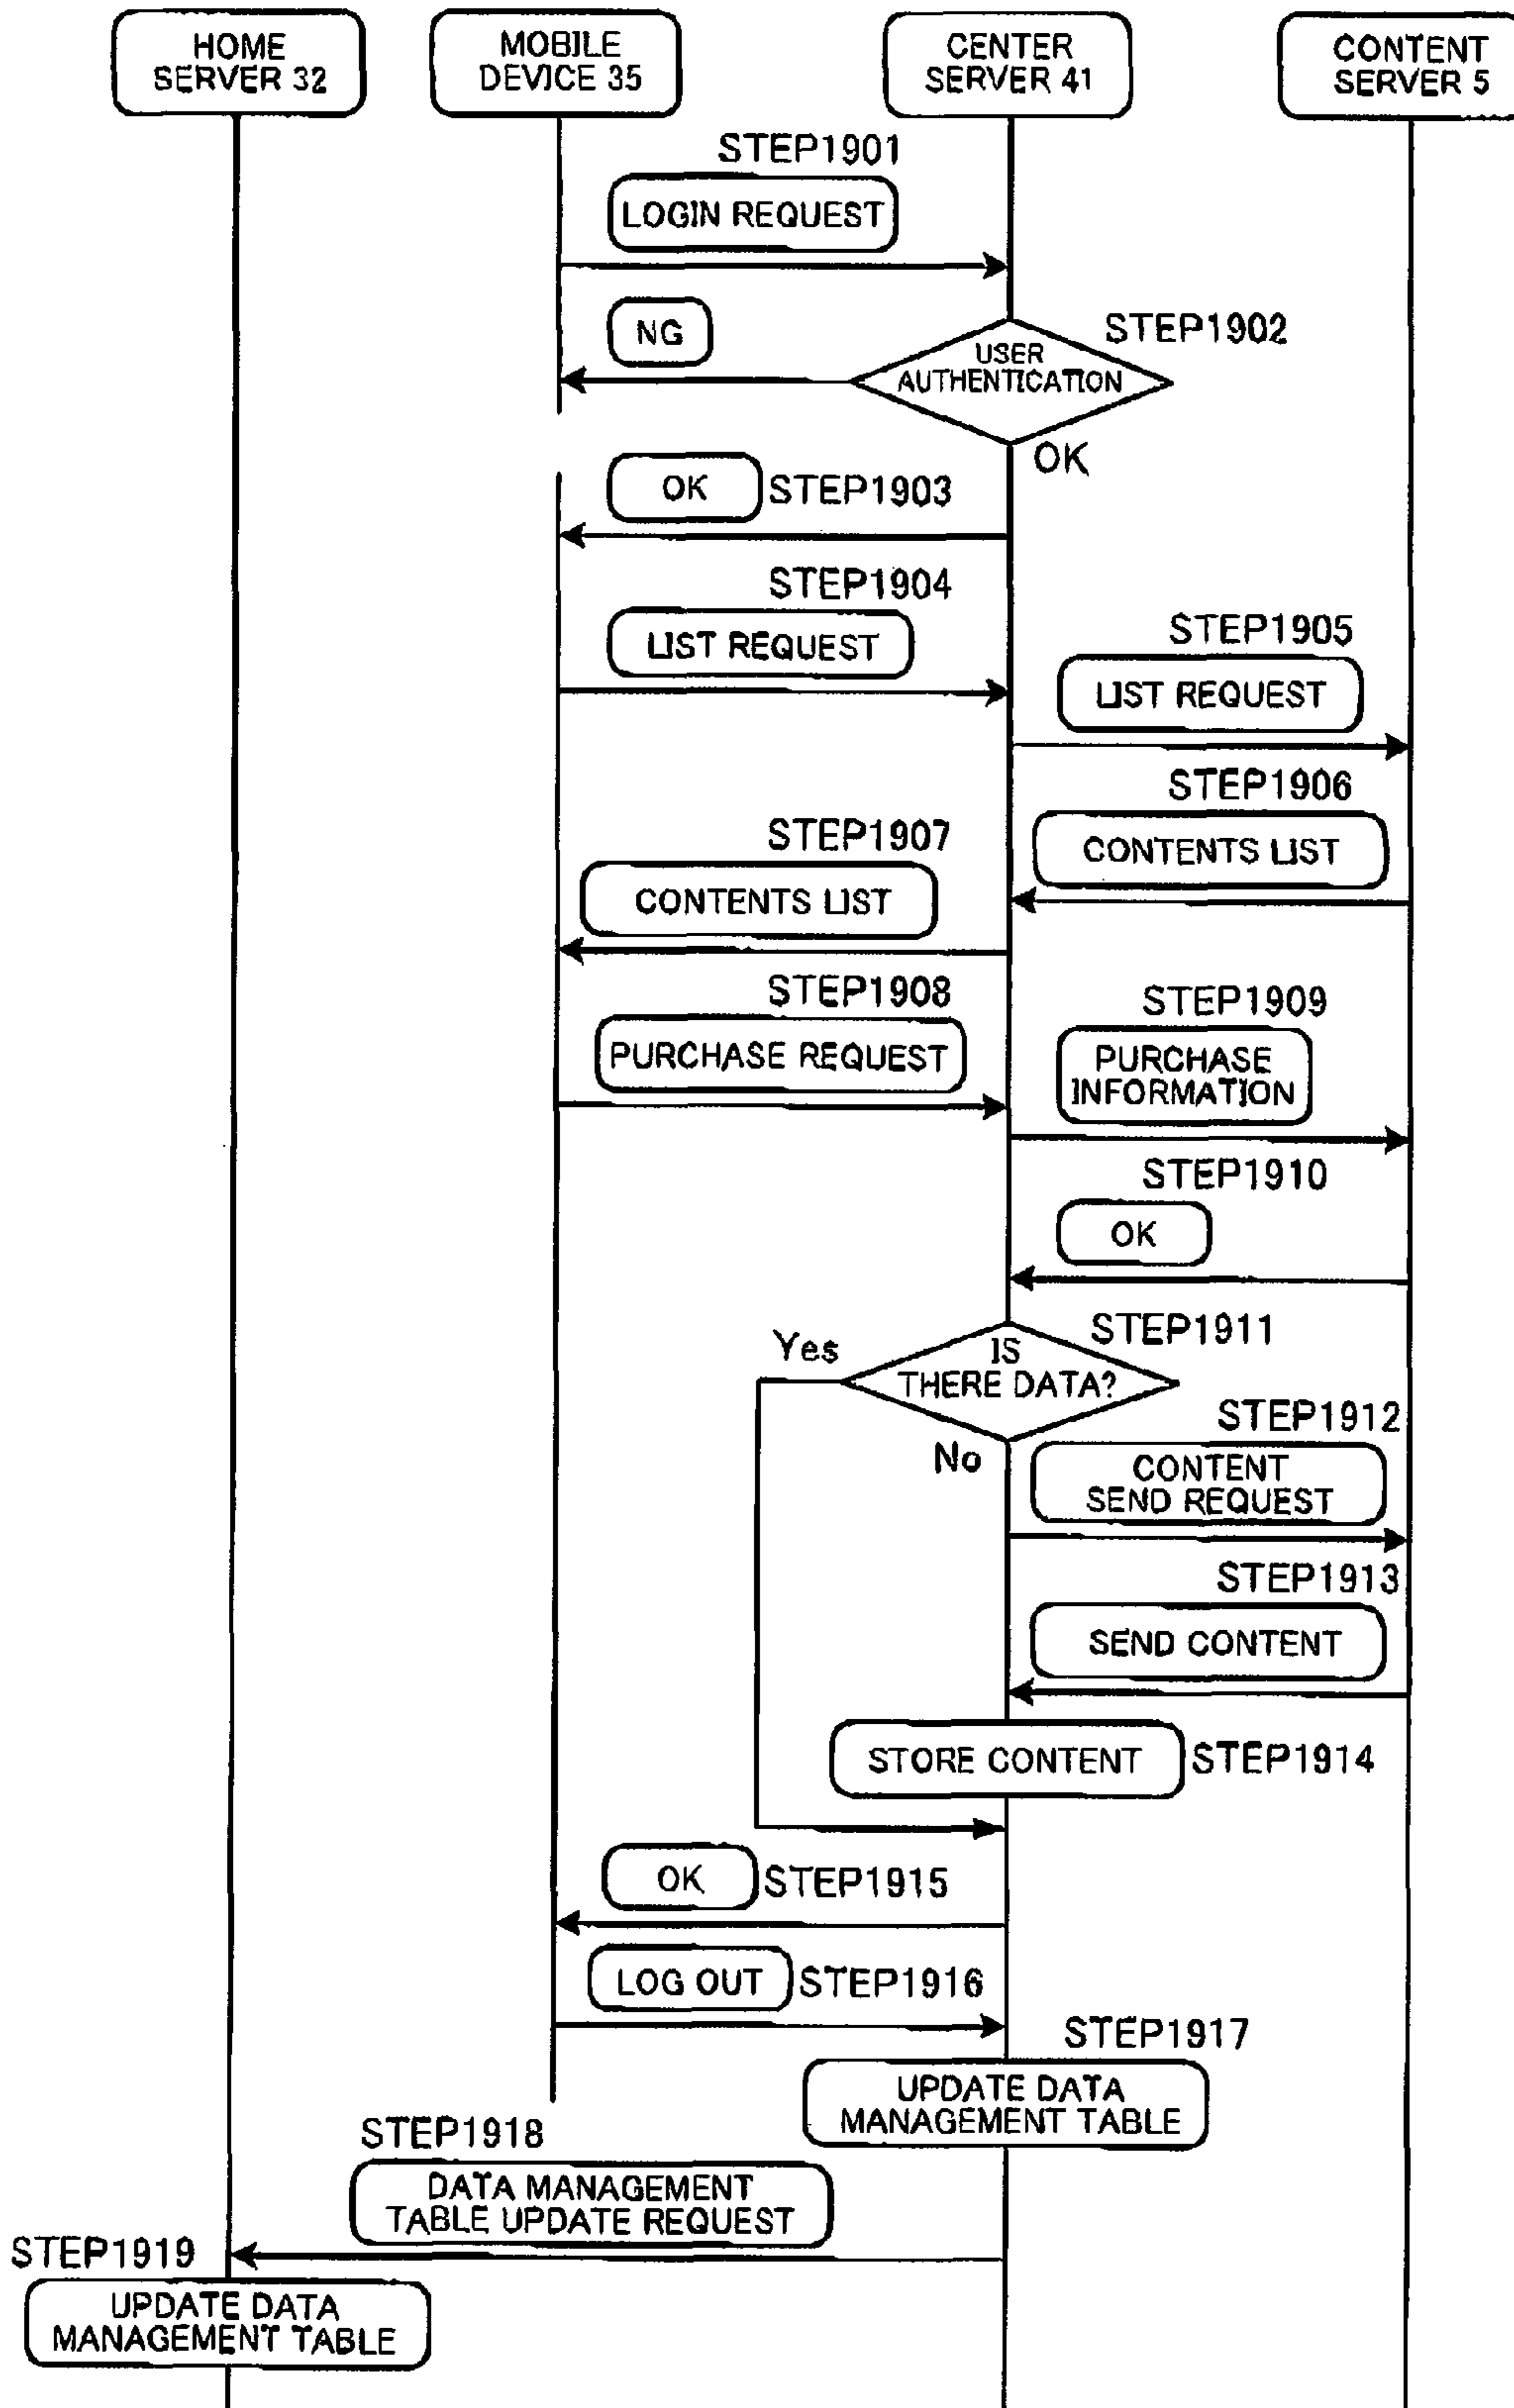 HOME
SERVER 32
MOBILE
DEVICE 35
CENTER
SERVER 41
CONTENT
SERVER 5
STEP1901
LOGIN REQUEST
NG
STEP1902
USER
AUTHENTICATION
OK
OK
STEP1903
STEP1904
LIST REQUEST
STEP1905
LIST REQUEST
STEP1906
CONTENTS LIST
STEP1907
CONTENTS LIST
STEP1908
PURCHASE REQUEST
STEP1909
PURCHASE
INFORMATION
STEP1910
OK
STEP1911
Yes
IS
THERE DATA?
No
STEP1912
CONTENT
SEND REQUEST
STEP1913
SEND CONTENT
STORE CONTENT
STEP1914
OK
STEP1915
LOG OUT
STEP1916
STEP1917
UPDATE DATA
MANAGEMENT TABLE
STEP1918
DATA MANAGEMENT
TABLE UPDATE REQUEST
STEP1919
UPDATE DATA
MANAGEMENT TABLE